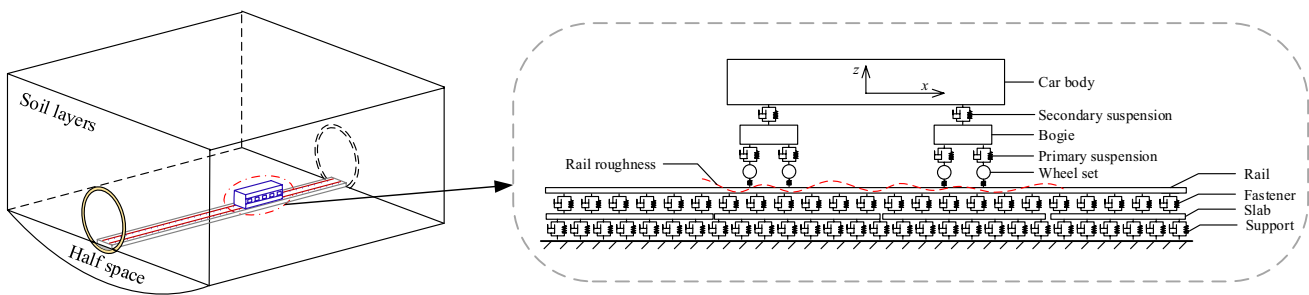 Soil layers
Half space
z
x
Car body
Secondary suspension
Bogie
Primary suspension
Wheel set
Rail roughness
Rail
Fastener
Slab
Support